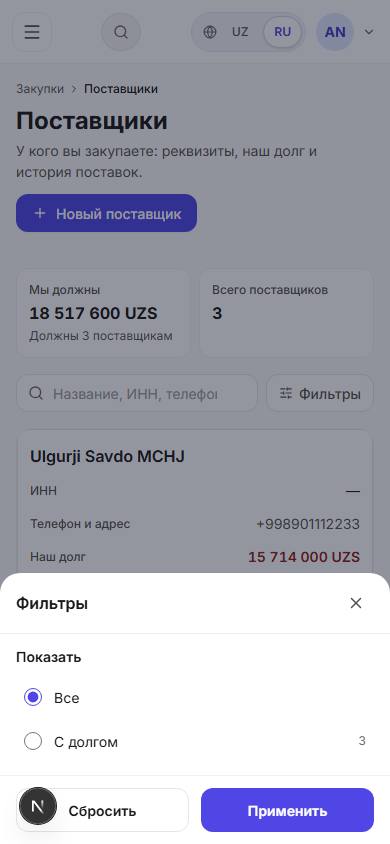 UZ
RU
AN
Закупки > Поставщики
Поставщики
У кого вы закупаете: реквизиты, наш долг и
история поставок.
+ Новый поставщик
Мы должны
18 517 600 UZS
Должны 3 поставщикам
Всего поставщиков
3
Название, ИНН, телефон
Фильтры
Ulgurji Savdo MCHJ
ИНН —
Телефон и адрес +998901112233
Наш долг 15 714 000 UZS
Фильтры
Показать
Все
С долгом 3
N
Сбросить
Применить